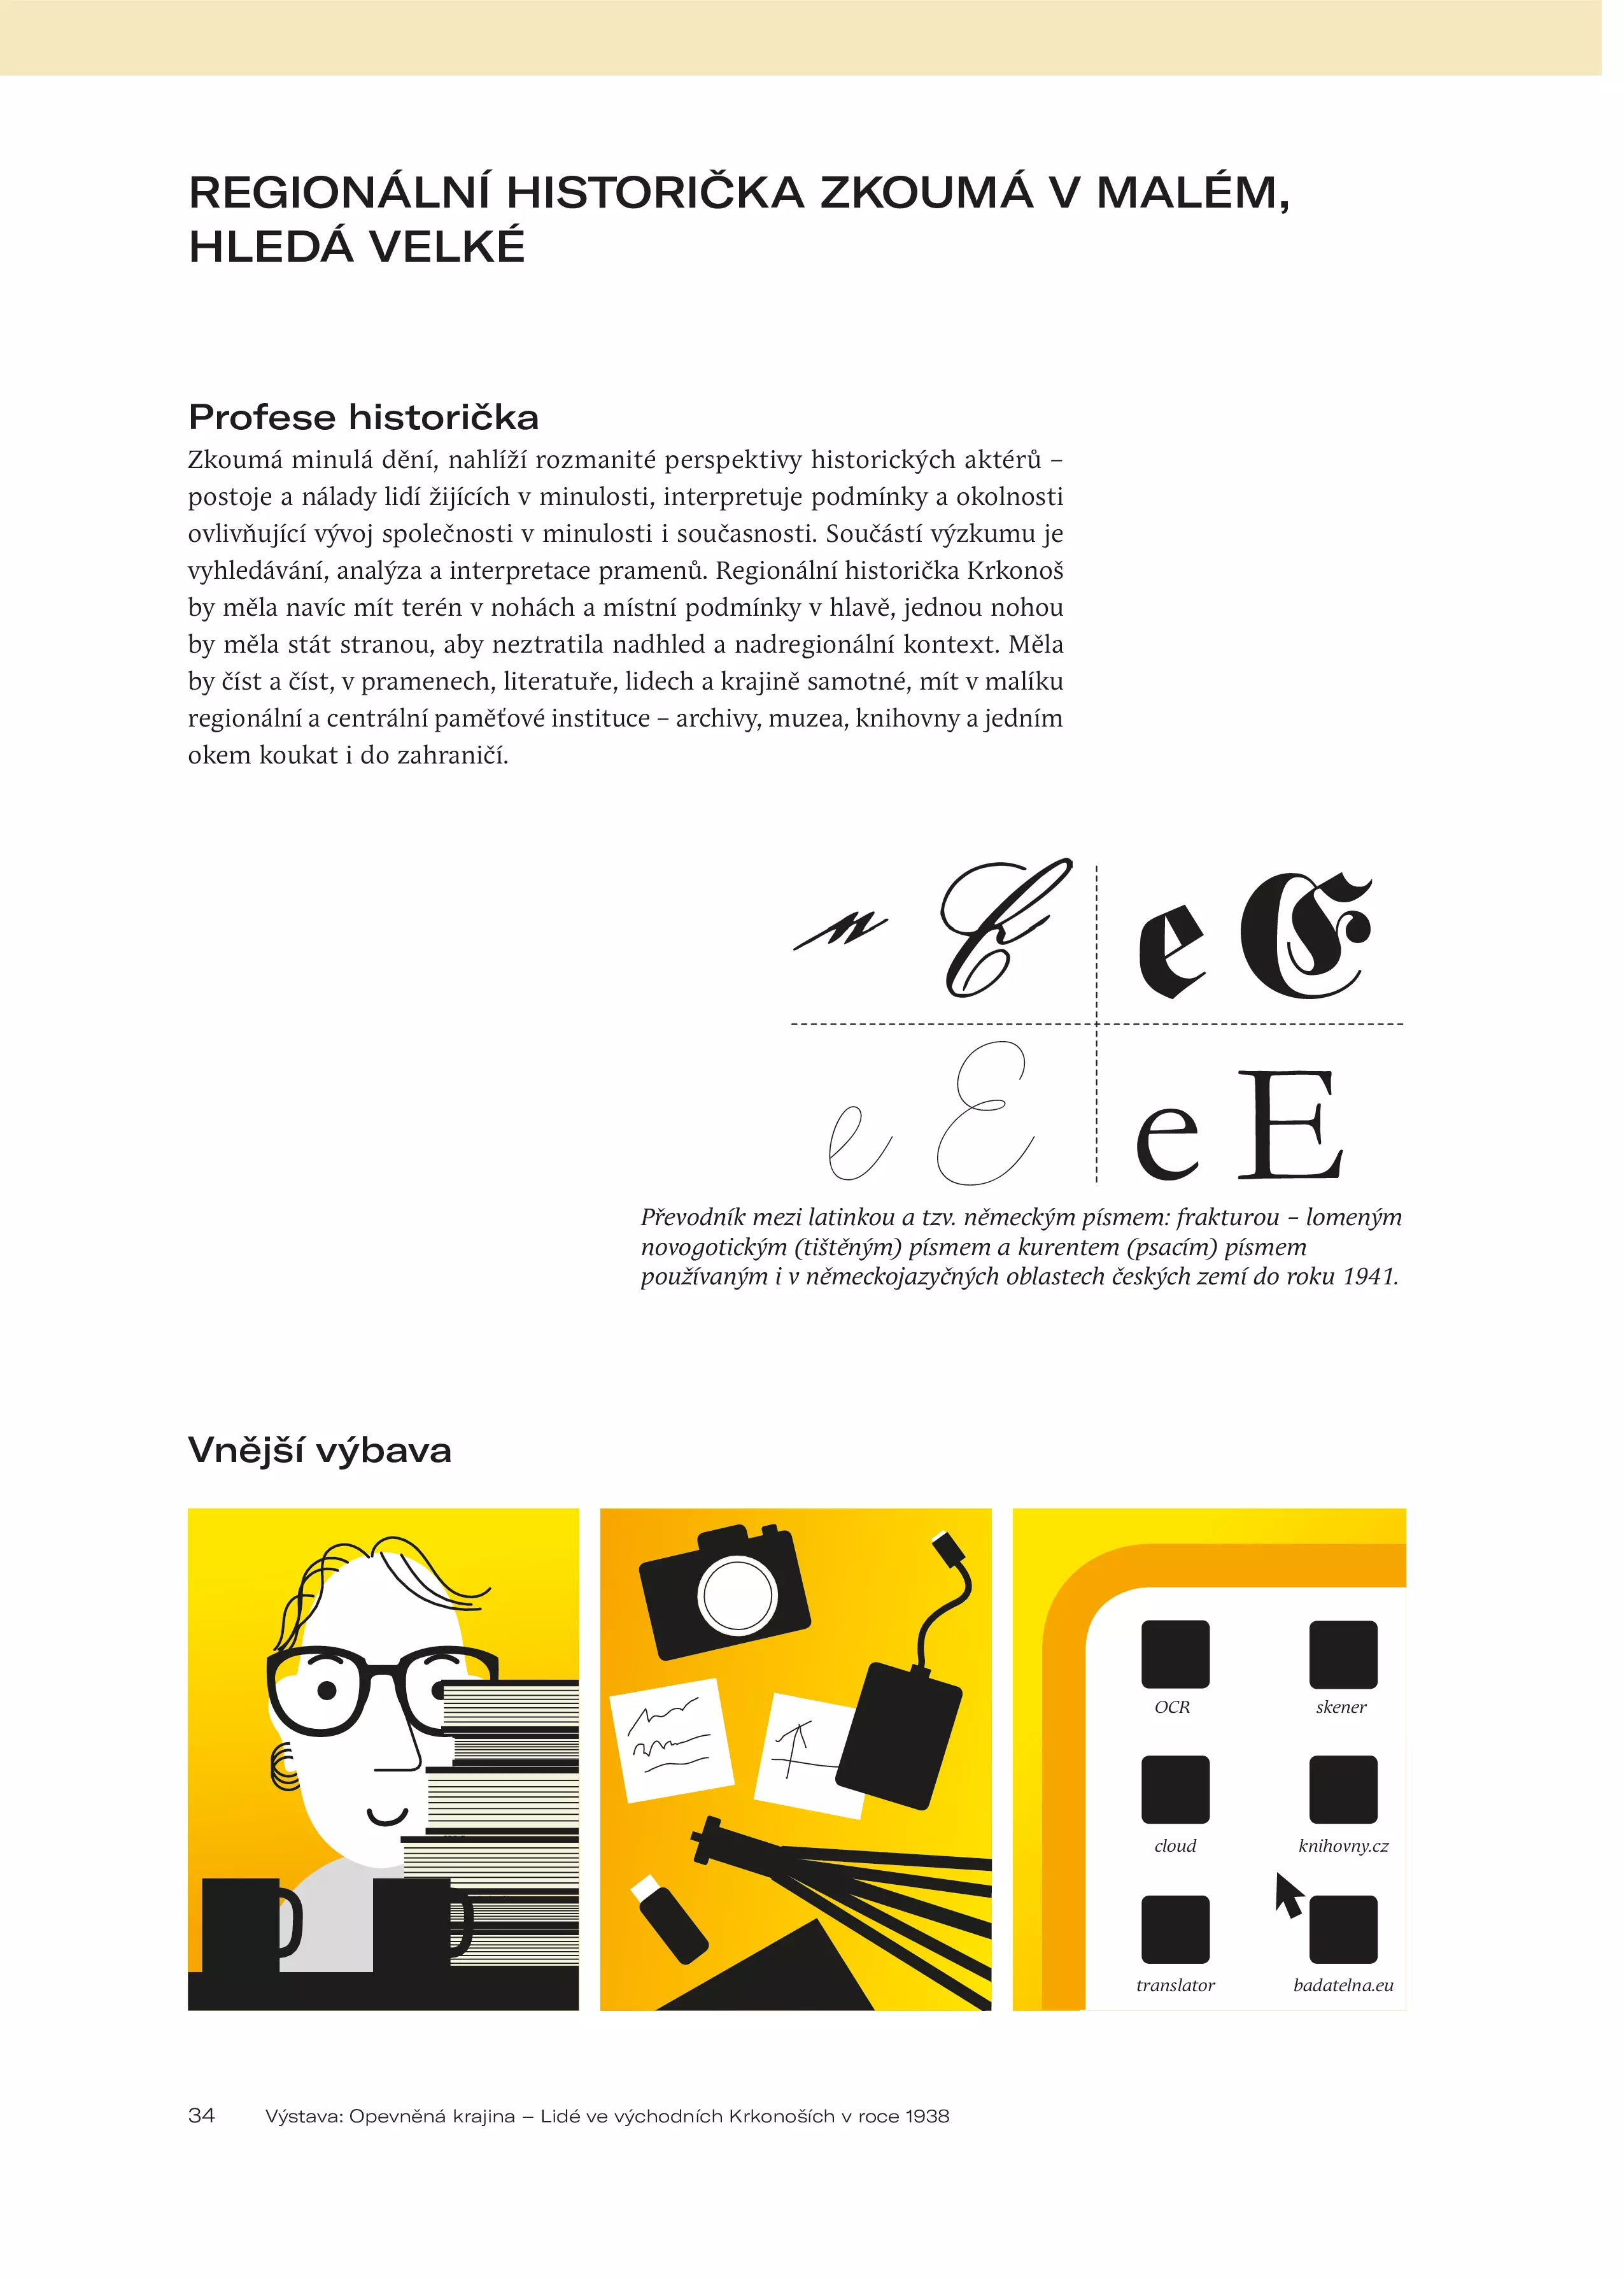 REGIONÁLNÍ HISTORIČKA ZKOUMÁ V MALÉM,
HLEDÁ VELKÉ
Profese historička
Zkoumá minulá dění, nahlíží rozmanité perspektivy historických aktérů –
postoje a nálady lidí žijících v minulosti, interpretuje podmínky a okolnosti
ovlivňující vývoj společnosti v minulosti i současnosti. Součástí výzkumu je
vyhledávání, analýza a interpretace pramenů. Regionální historička Krkonoš
by měla navíc mít terén v nohách a místní podmínky v hlavě, jednou nohou
by měla stát stranou, aby neztratila nadhled a nadregionální kontext. Měla
by číst a číst, v pramenech, literatuře, lidech a krajině samotné, mít v malíku
regionální a centrální paměťové instituce – archivy, muzea, knihovny a jedním
okem koukat i do zahraničí.
e E e E
e E e E
Převodník mezi latinkou a tzv. německým písmem: frakturou – lomeným
novogotickým (tištěným) písmem a kurentem (psacím) písmem
používaným i v německojazyčných oblastech českých zemí do roku 1941.
Vnější výbava
OCR skener
cloud knihovny.cz
translator badatelna.eu
34 Výstava: Opevněná krajina – Lidé ve východních Krkonoších v roce 1938